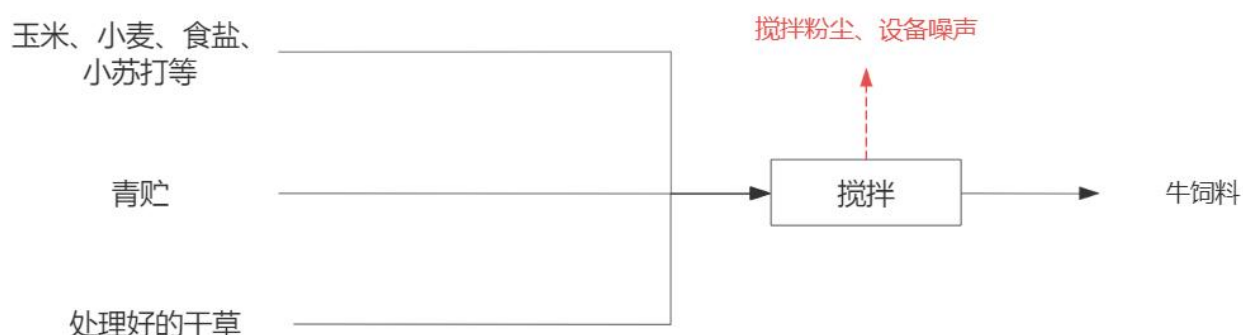 玉米、小麦、食盐、
小苏打等
搅拌粉尘、设备噪声
青贮
搅拌
牛饲料
处理好的干草